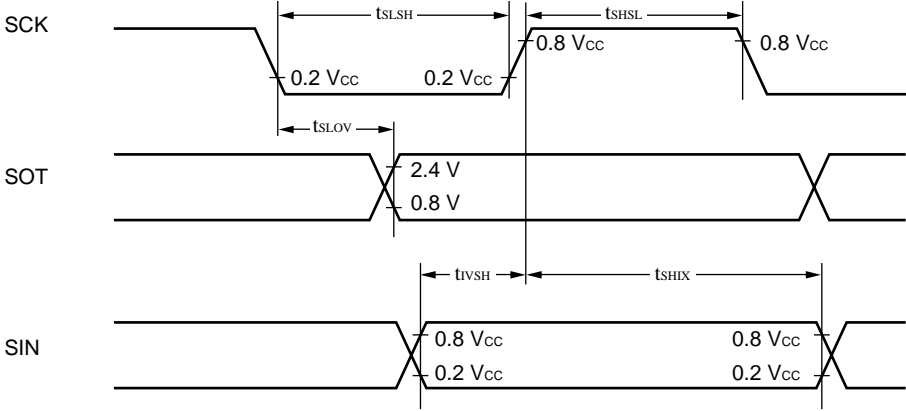 tSLSH
tSHSL
SCK
0.8 VCC
0.8 VCC
0.2 VCC
0.2 VCC
tSLOV
SOT
2.4 V
0.8 V
tIVSH
tSHIX
SIN
0.8 VCC
0.8 VCC
0.2 VCC
0.2 VCC